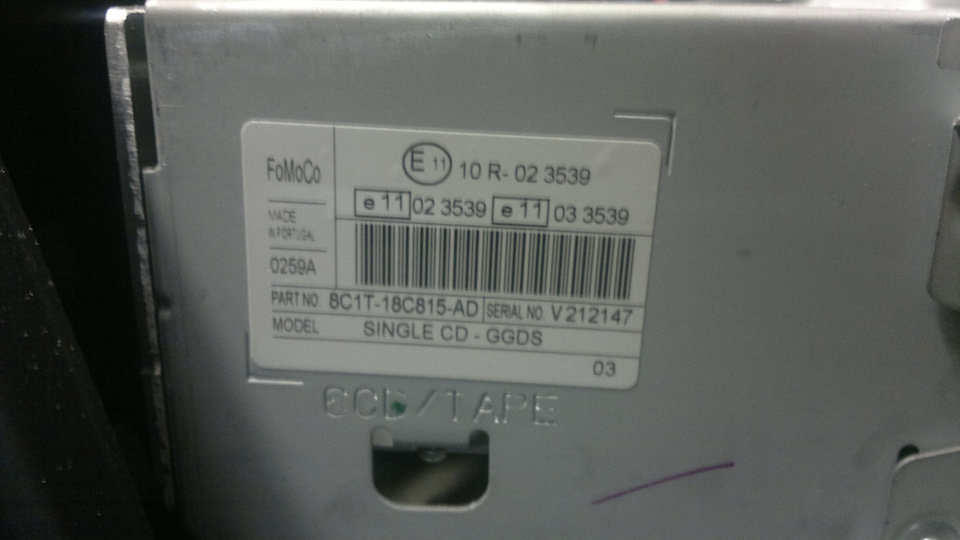 FoMoCo
MADE
IN PORTUGAL
0259A
E 11 10 R- 02 3539
e 11 02 3539 e 11 03 3539
PART NO. 8C1T-18C815-AD SERIAL NO. V 212147
MODEL SINGLE CD - GGDS
03
6CD/TAPE